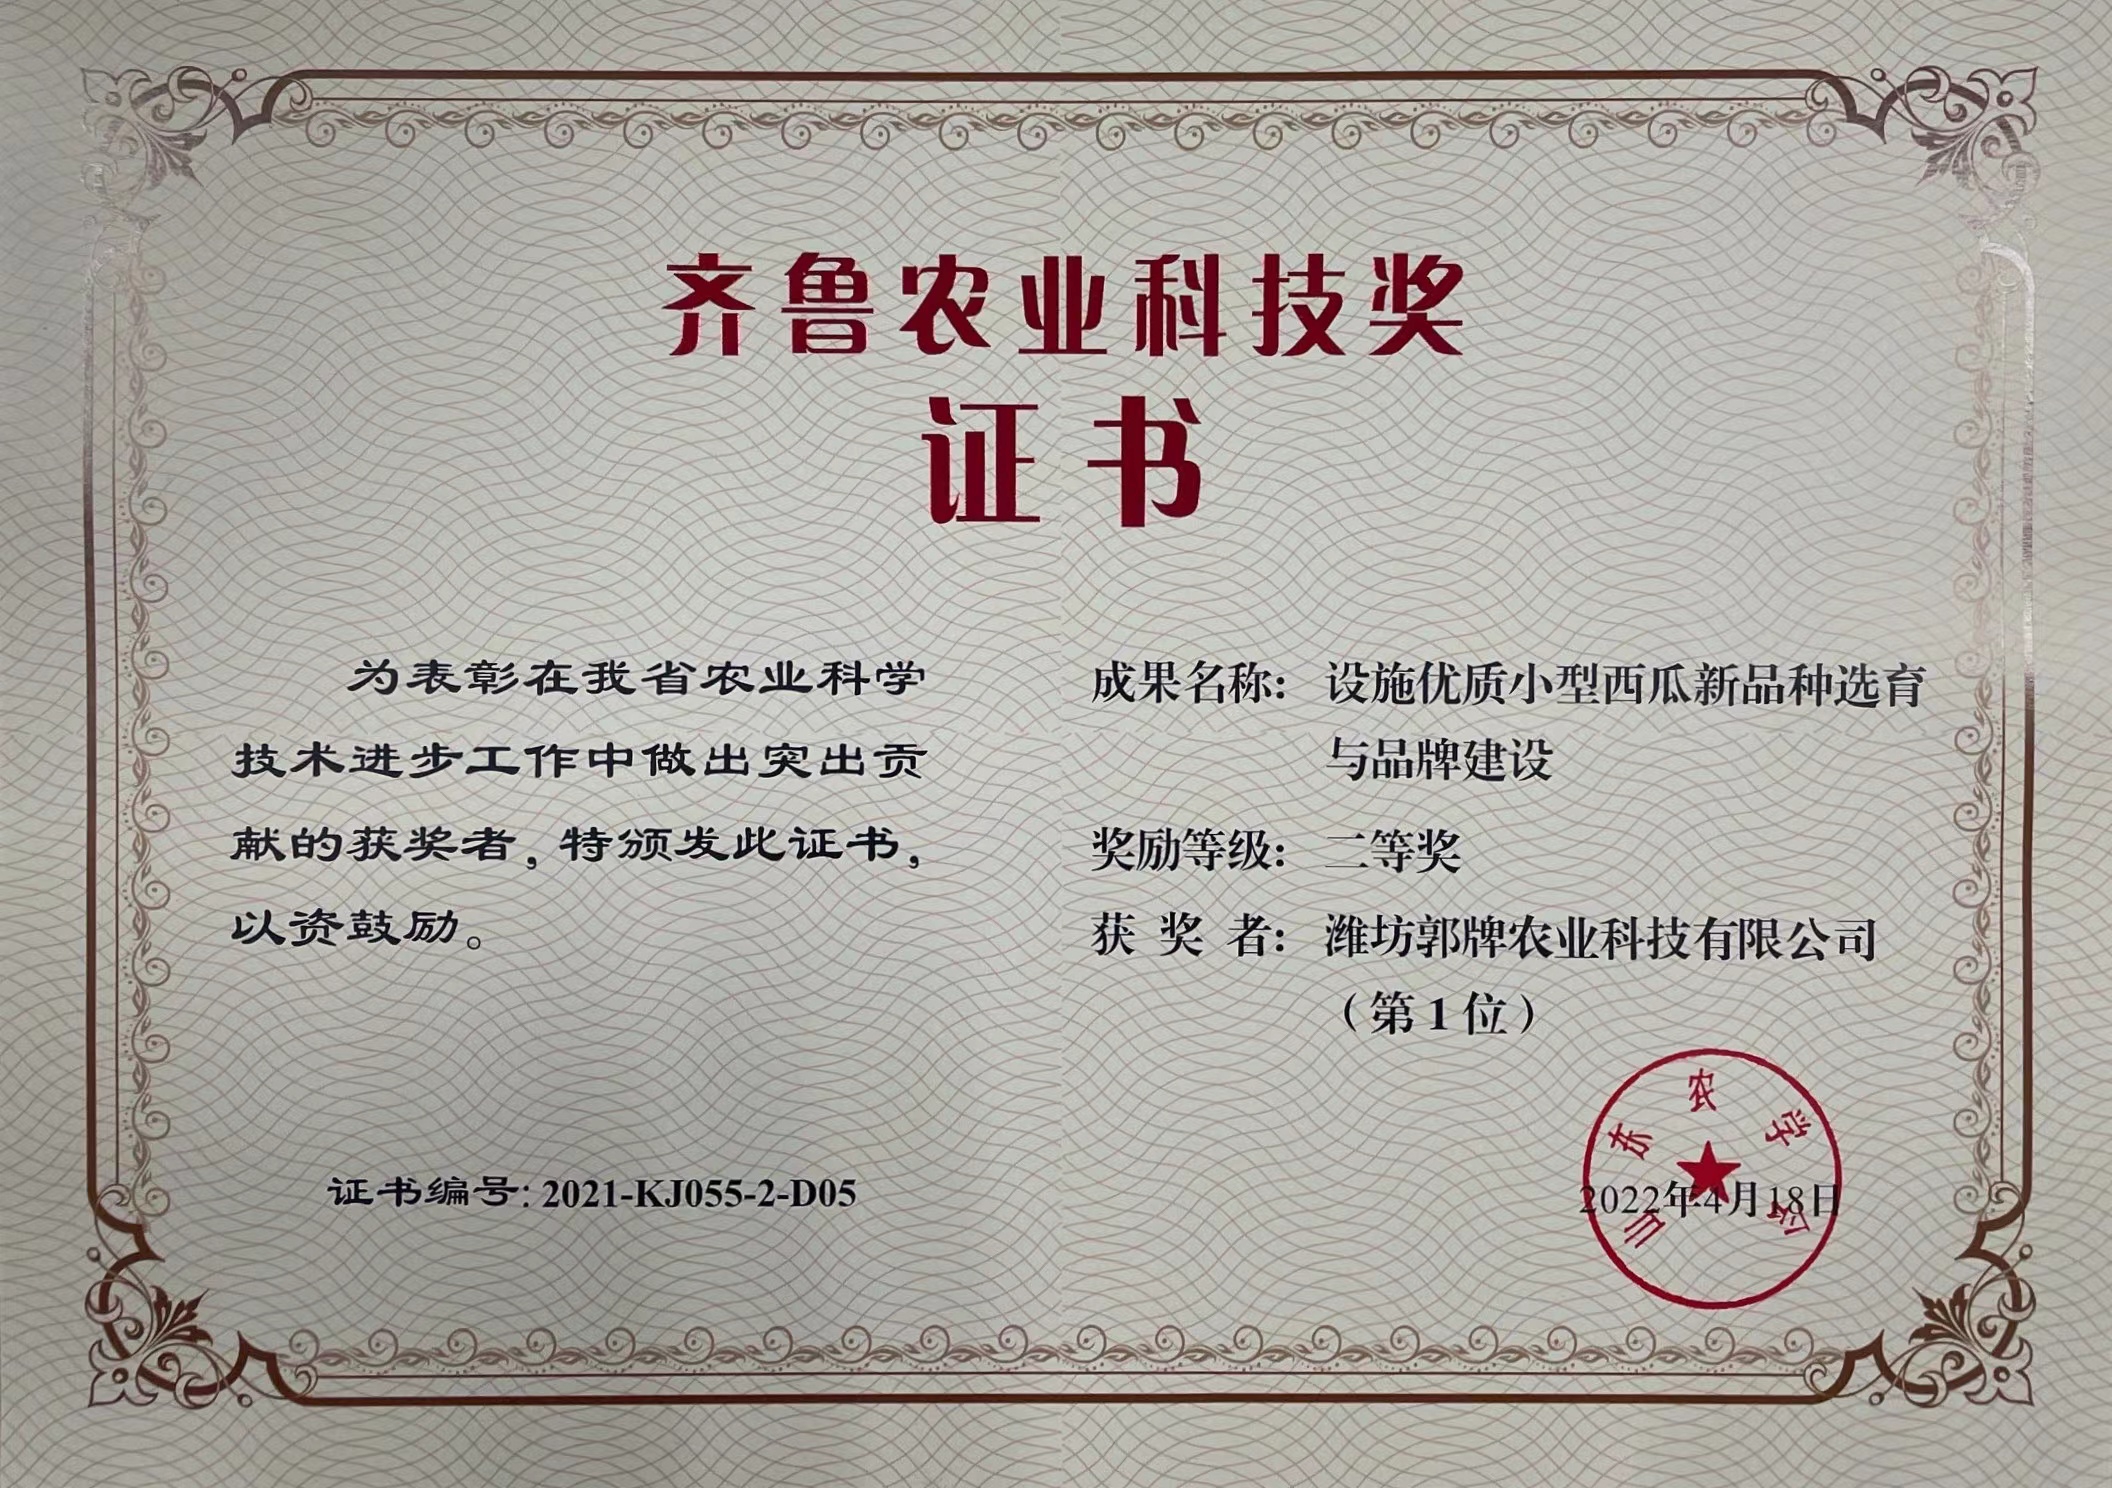 齐鲁农业科技奖
证书
为表彰在我省农业科学
技术进步工作中做出突出贡
献的获奖者，特颁发此证书，
以资鼓励。
证书编号：2021-KJ055-2-D05
成果名称：设施优质小型西瓜新品种选育
与品牌建设
奖励等级：二等奖
获奖者：潍坊郭牌农业科技有限公司
（第1位）
山东农学会
2022年4月18日